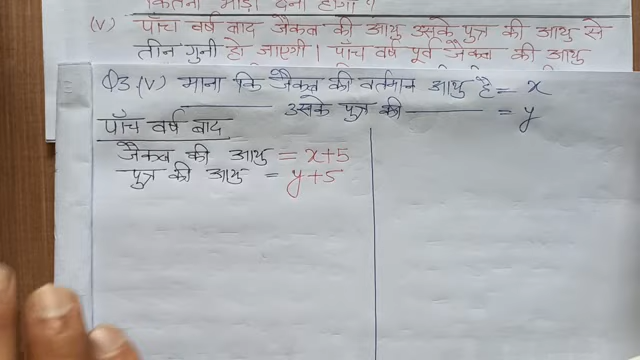 कितना भाड़ा देना होगा ?
(V) पाँच वर्ष बाद जैकब की आयु उसके पुत्र की आयु से
तीन गुनी हो जाएगी। पाँच वर्ष पूर्व जैकब की आयु
Q3.(V) माना कि जैकब की वर्तमान आयु है = x
उसके पुत्र की = y
पाँच वर्ष बाद
जैकब की आयु = x+5
पुत्र की आयु = y+5